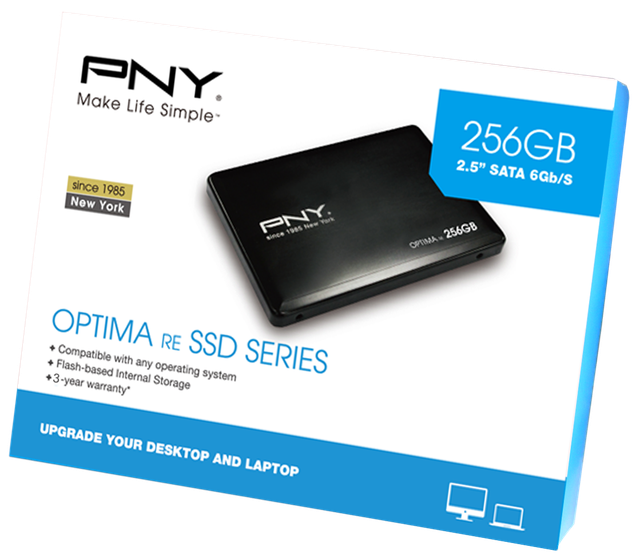 PNY®
Make Life Simple™
256GB
2.5" SATA 6Gb/S
since 1985
New York
PNY.
since 1985 New York
OPTIMA RE 256GB
OPTIMA RE SSD SERIES
✦ Compatible with any operating system
✦ Flash-based Internal Storage
✦ 3-year warranty*
UPGRADE YOUR DESKTOP AND LAPTOP